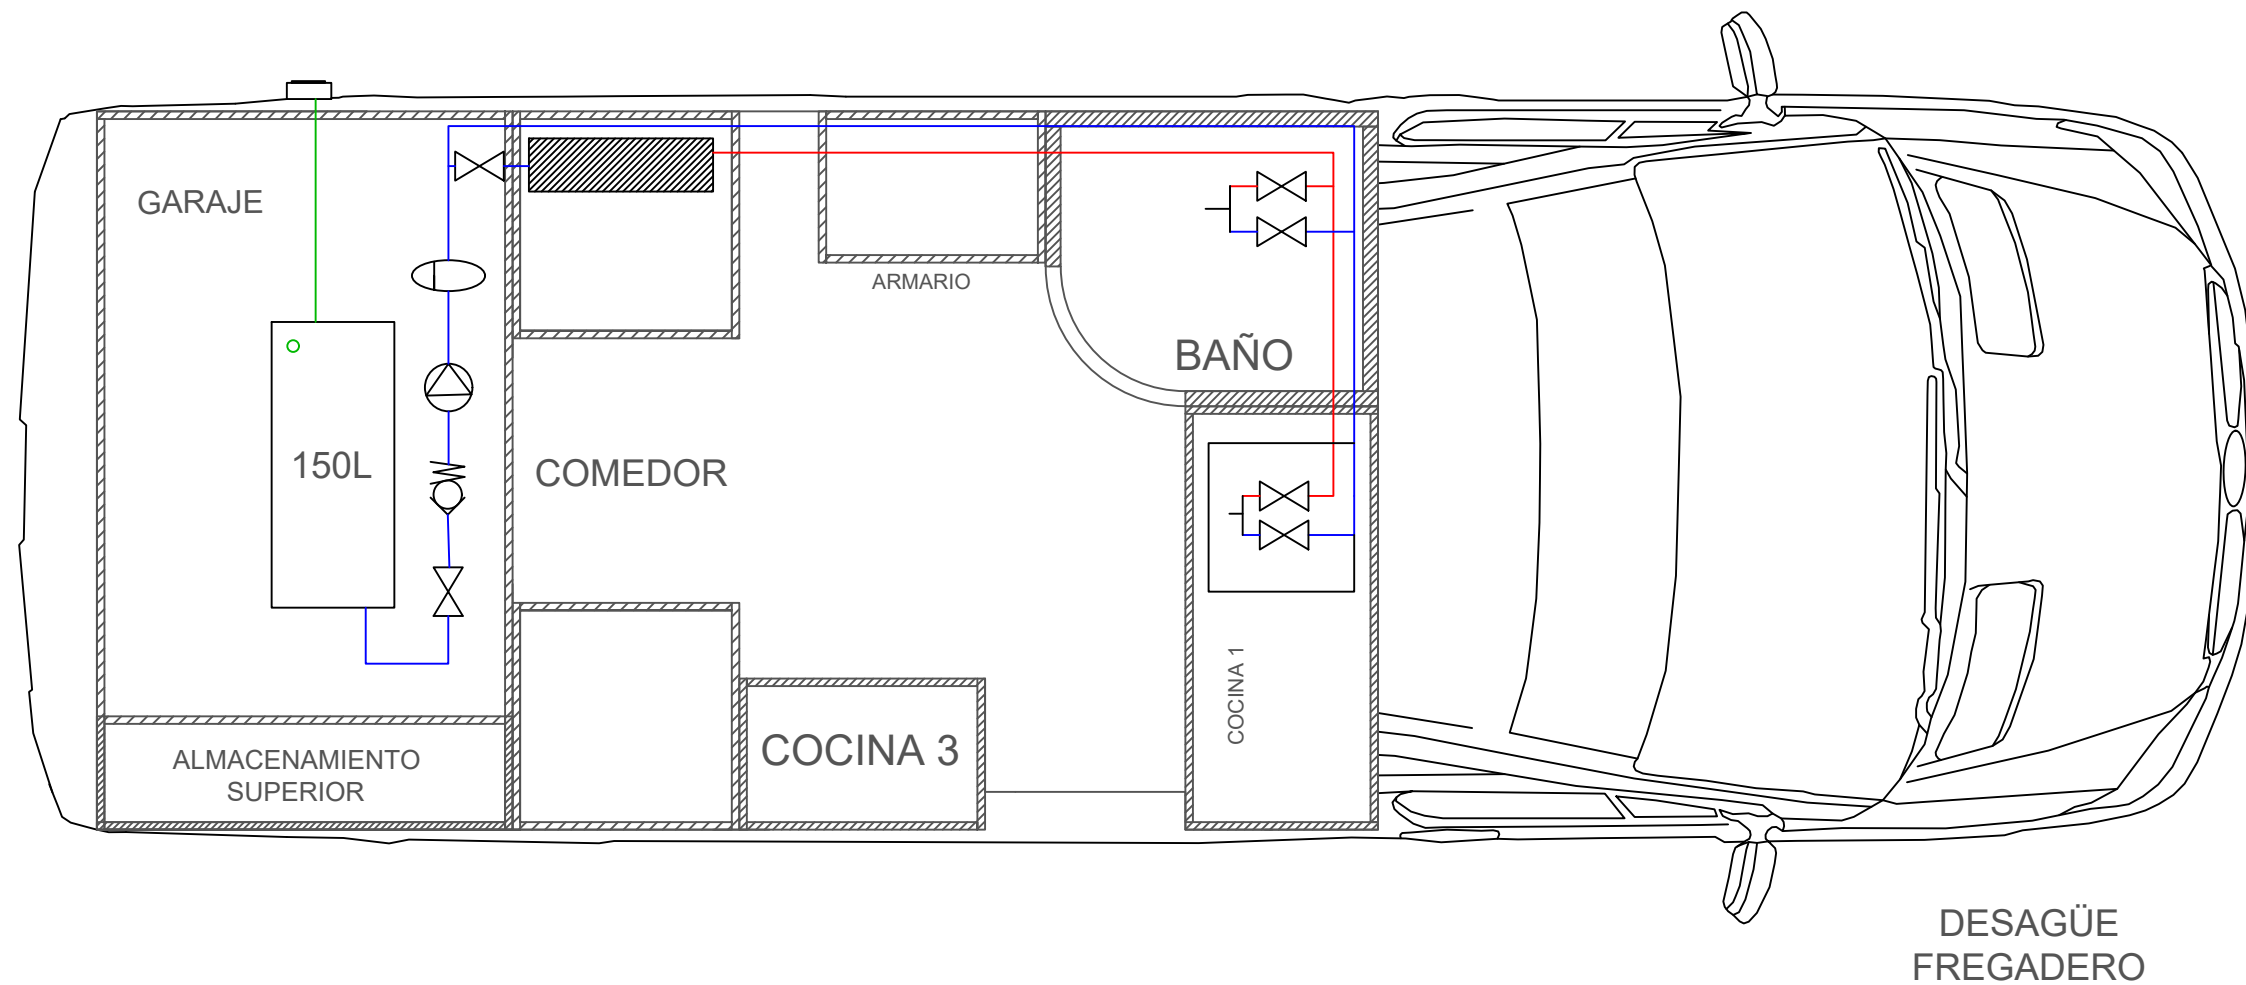 GARAJE
ARMARIO
BAÑO
150L
COMEDOR
COCINA 1
COCINA 3
ALMACENAMIENTO
SUPERIOR
DESAGÜE
FREGADERO